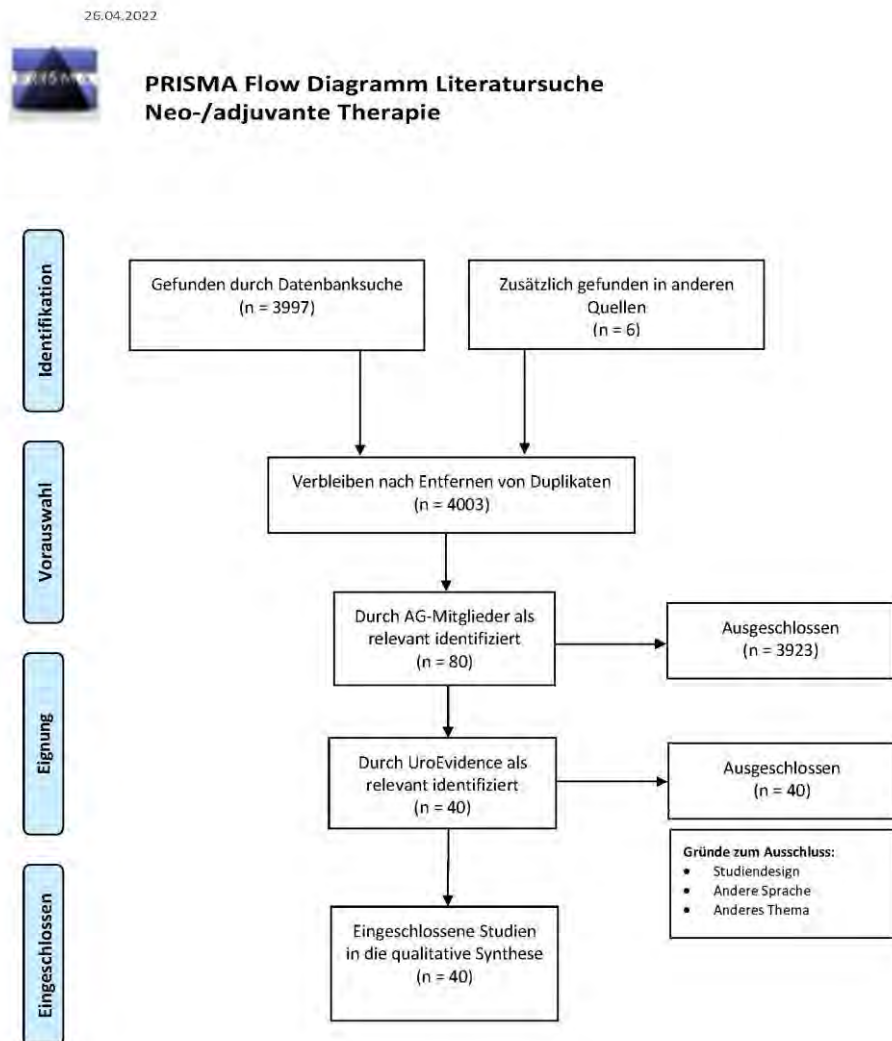 26.04.2022
PRISMA
PRISMA Flow Diagramm Literatursuche
Neo-/adjuvante Therapie
Identifikation
Gefunden durch Datenbanksuche
(n = 3997)
Zusätzlich gefunden in anderen
Quellen
(n = 6)
Vorauswahl
Verbleiben nach Entfernen von Duplikaten
(n = 4003)
Durch AG-Mitglieder als
relevant identifiziert
(n = 80)
Ausgeschlossen
(n = 3923)
Eignung
Durch UroEvidence als
relevant identifiziert
(n = 40)
Ausgeschlossen
(n = 40)
Gründe zum Ausschluss:
• Studiendesign
• Andere Sprache
• Anderes Thema
Eingeschlossen
Eingeschlossene Studien
in die qualitative Synthese
(n = 40)